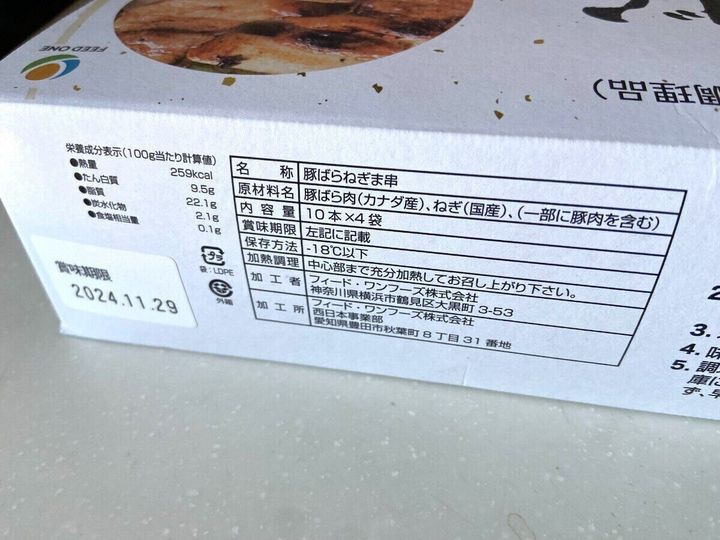 FEED ONE
調理品)
栄養成分表示(100g当たり計算値)
●熱量 259kcal
●たん白質 9.5g
●脂質 22.1g
●炭水化物 2.1g
●食塩相当量 0.1g
賞味期限
2024.11.29
プラ
袋:LDPE
外箱
名 称 豚ばらねぎま串
原材料名 豚ばら肉(カナダ産)、ねぎ(国産)、(一部に豚肉を含む)
内 容 量 10本×4袋
賞味期限 左記に記載
保存方法 -18℃以下
加熱調理 中心部まで充分加熱してお召し上がり下さい。
加 工 者 フィード・ワンフーズ株式会社
神奈川県横浜市鶴見区大黒町3-53
加 工 所 フィード・ワンフーズ株式会社
西日本事業部
愛知県豊田市秋葉町8丁目31番地
2
3.
4. 味
5. 調
庫に
ず、早